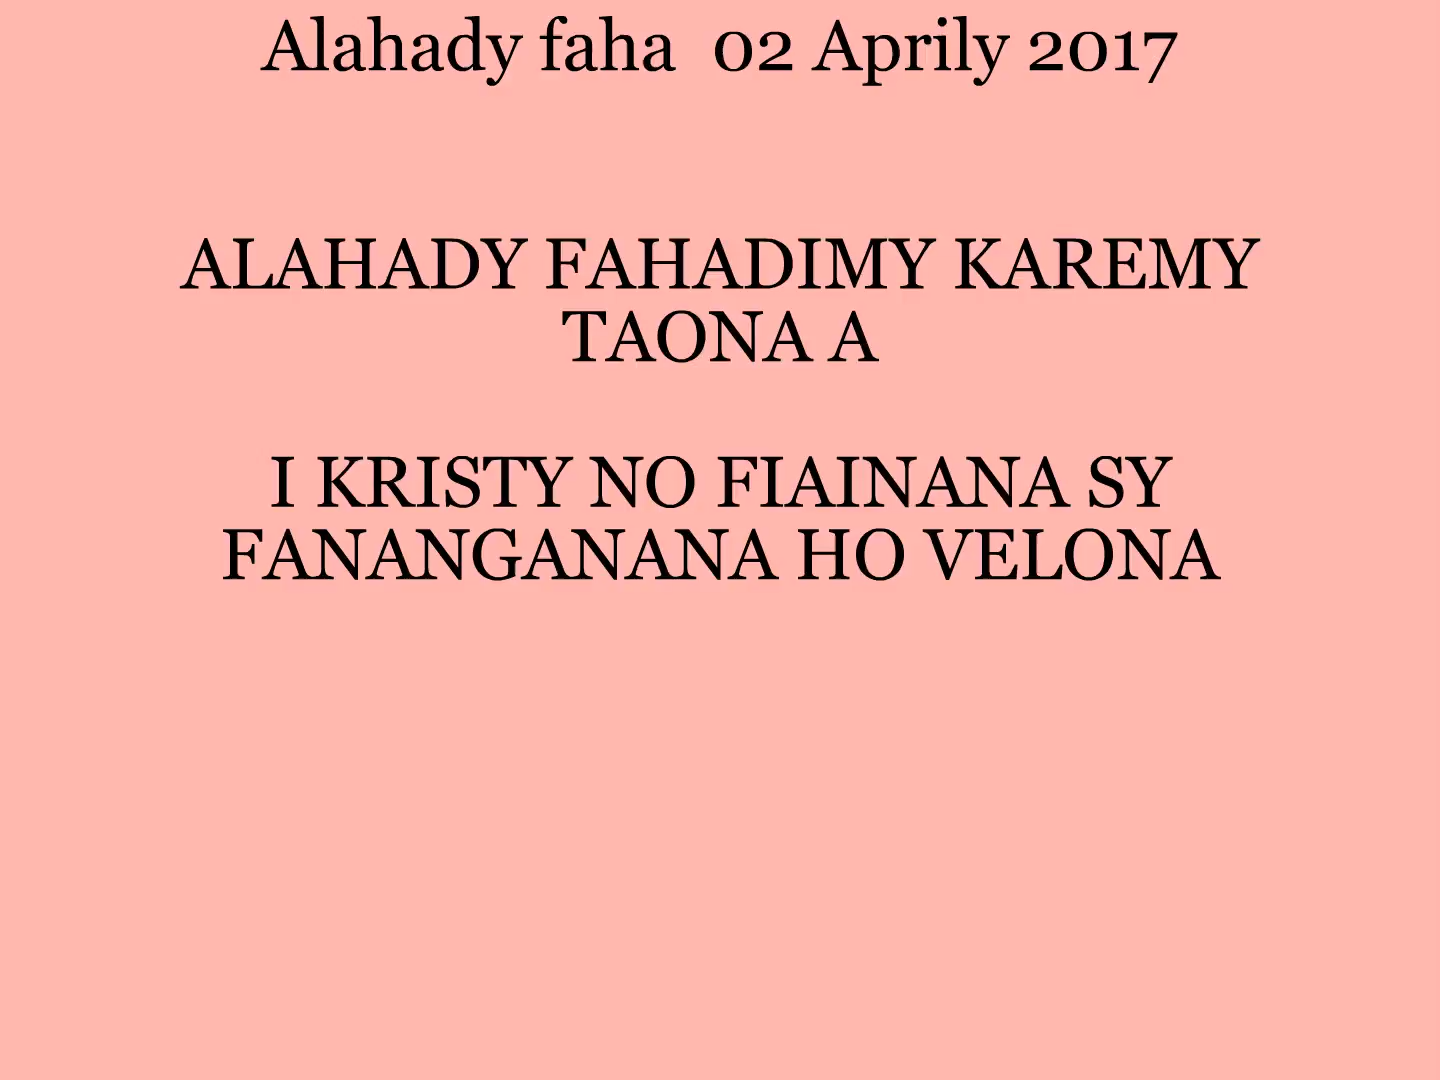 Alahady faha  02 Aprily 2017
ALAHADY FAHADIMY KAREMY
TAONA A
I KRISTY NO FIAINANA SY
FANANGANANA HO VELONA